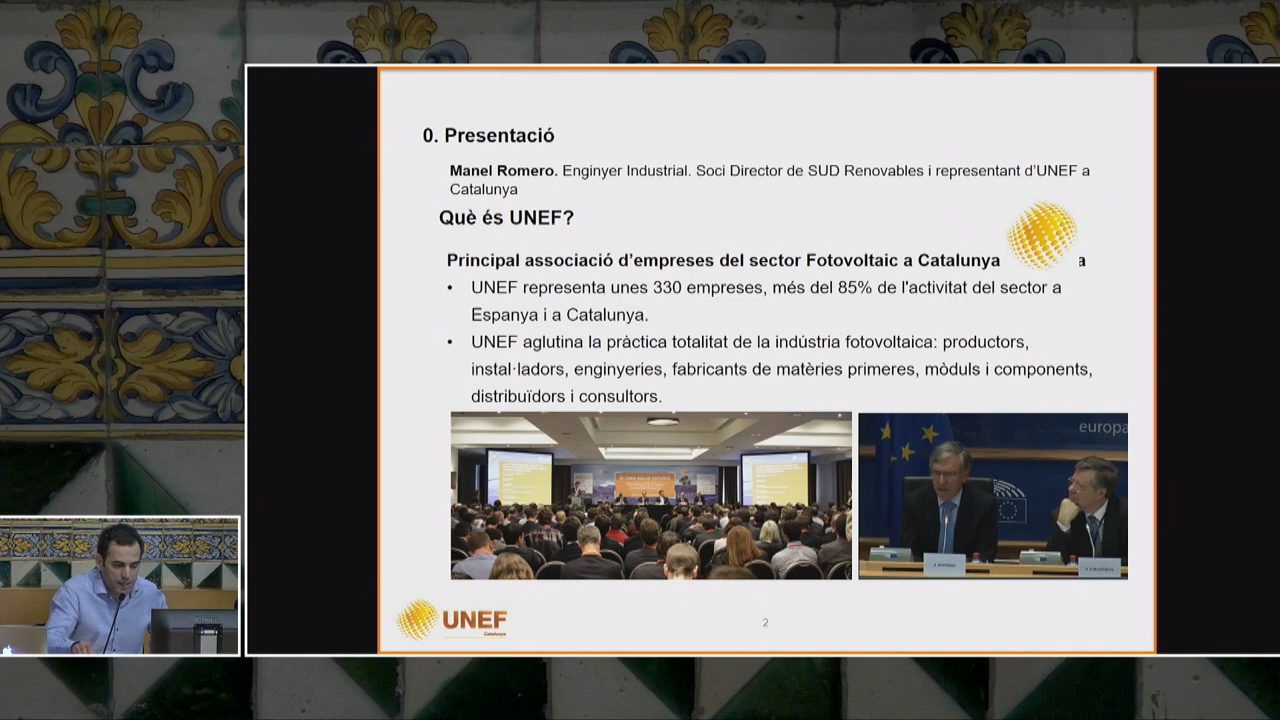 0. Presentació
Manel Romero. Enginyer Industrial. Soci Director de SUD Renovables i representant d'UNEF a
Catalunya
Què és UNEF?
Principal associació d'empreses del sector Fotovoltaic a Catalunya a
• UNEF representa unes 330 empreses, més del 85% de l'activitat del sector a
Espanya i a Catalunya.
• UNEF aglutina la pràctica totalitat de la indústria fotovoltaica: productors,
instal·ladors, enginyeries, fabricants de matèries primeres, mòduls i components,
distribuïdors i consultors.
europa
UNEF
Catalunya
2